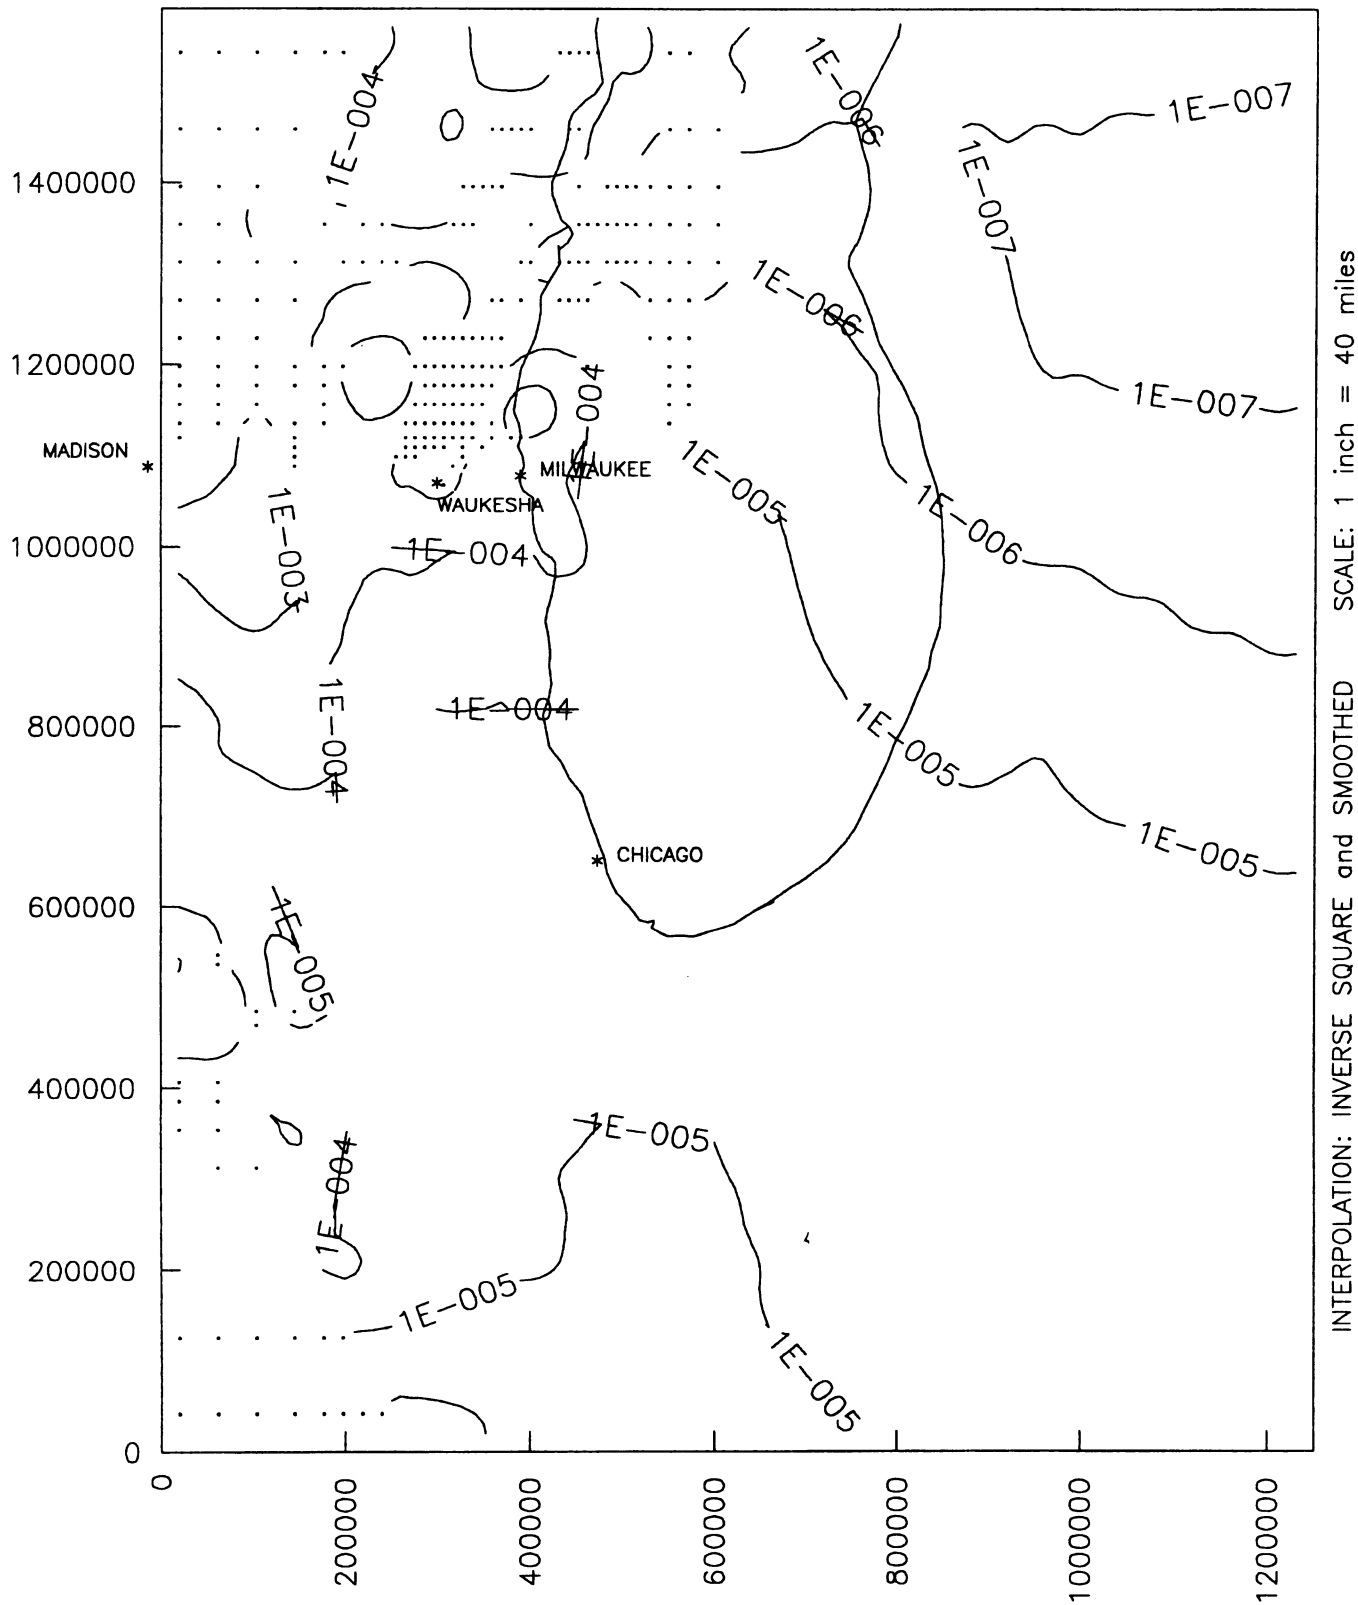 1E-004
1E-006
1E-007
1400000
1E-007
1E-006
1200000
1E-007
-004
MADISON
*
* MILWAUKEE
1E-005
*
WAUKESHA
1E-003
1E-006
1000000
1E-004
1E-004
1E-004
800000
1E-005
* CHICAGO
1E-005
600000
1E-005
400000
1E-005
1E-004
200000
1E-005
1E-005
0
0
200000
400000
600000
800000
1000000
1200000
INTERPOLATION: INVERSE SQUARE and SMOOTHED SCALE: 1 inch = 40 miles